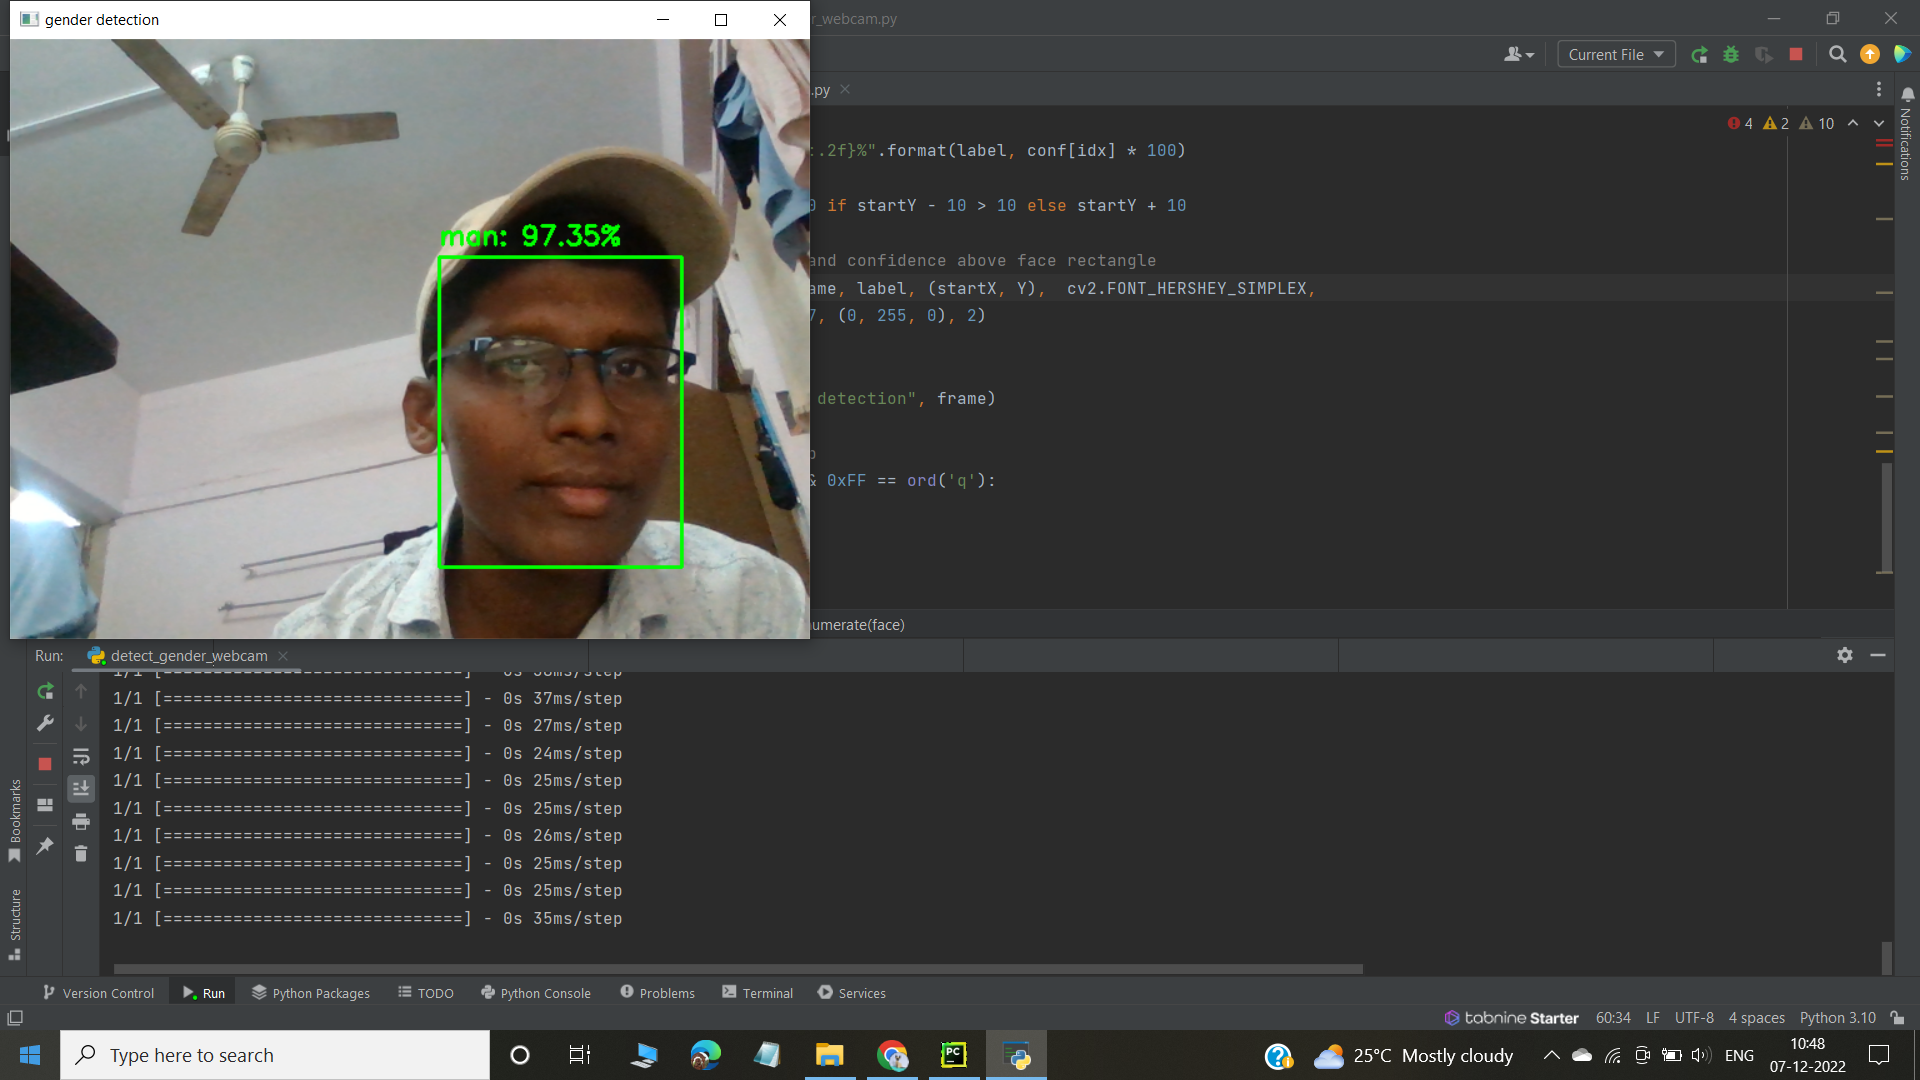 gender detection
r_webcam.py
Current File
.py
4 2 10
.2f}%".format(label, conf[idx] * 100)
if startY - 10 > 10 else startY + 10
and confidence above face rectangle
ame, label, (startX, Y),  cv2.FONT_HERSHEY_SIMPLEX,
, (0, 255, 0), 2)
detection", frame)
& 0xFF == ord('q'):
numerate(face)
Notifications
man: 97.35%
Run: detect_gender_webcam
1/1 [==============================] - 0s 37ms/step
1/1 [==============================] - 0s 27ms/step
1/1 [==============================] - 0s 24ms/step
1/1 [==============================] - 0s 25ms/step
1/1 [==============================] - 0s 25ms/step
1/1 [==============================] - 0s 26ms/step
1/1 [==============================] - 0s 25ms/step
1/1 [==============================] - 0s 25ms/step
1/1 [==============================] - 0s 35ms/step
Bookmarks
Structure
Version Control Run Python Packages TODO Python Console Problems Terminal Services
tabnine Starter 60:34 LF UTF-8 4 spaces Python 3.10
Type here to search
PC
25°C Mostly cloudy
ENG
10:48
07-12-2022